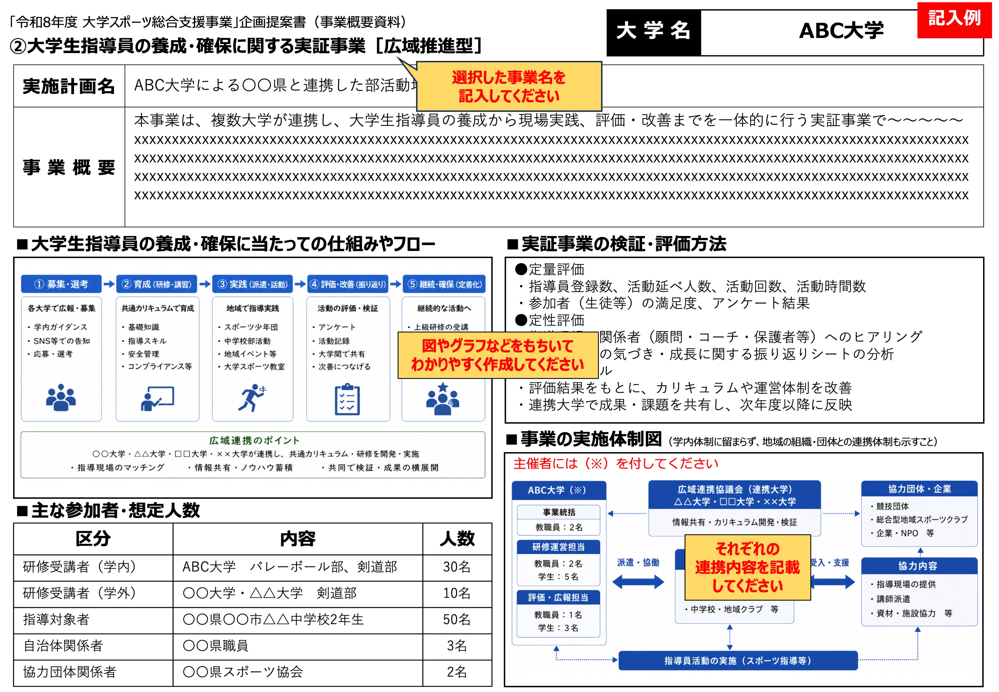 「令和8年度 大学スポーツ総合支援事業」企画提案書（事業概要資料）
②大学生指導員の養成・確保に関する実証事業［広域推進型］
大学名
ABC大学
記入例
選択した事業名を
記入してください
実施計画名
ABC大学による〇〇県と連携した部活動
事業概要
本事業は、複数大学が連携し、大学生指導員の養成から現場実践、評価・改善までを一体的に行う実証事業で～～～～～
■大学生指導員の養成・確保に当たっての仕組みやフロー
① 募集・選考
② 育成（研修・講習）
③ 実践（派遣・活動）
④ 評価・改善（振り返り）
⑤ 継続・確保（定着化）
各大学で広報・募集
・学内ガイダンス
・SNS等での告知
・応募・選考
共通カリキュラムで育成
・基礎知識
・指導スキル
・安全管理
・コンプライアンス等
地域で指導実践
・スポーツ少年団
・中学校部活動
・地域イベント等
・大学スポーツ教室
活動の評価・検証
・アンケート
・活動記録
・大学間で共有
・次善につなげる
継続的な活動へ
・上級研修の受講
図やグラフなどをもちいて
わかりやすく作成してください
広域連携のポイント
〇〇大学・△△大学・□□大学・××大学が連携し、共通カリキュラム・研修を開発・実施
・指導現場のマッチング ・情報共有・ノウハウ蓄積 ・共同で検証・成果の横展開
■主な参加者・想定人数
区分 内容 人数
研修受講者（学内） ABC大学 バレーボール部、剣道部 30名
研修受講者（学外） 〇〇大学・△△大学 剣道部 10名
指導対象者 〇〇県〇〇市△△中学校2年生 50名
自治体関係者 〇〇県職員 3名
協力団体関係者 〇〇県スポーツ協会 2名
■実証事業の検証・評価方法
●定量評価
・指導員登録数、活動延べ人数、活動回数、活動時間数
・参加者（生徒等）の満足度、アンケート結果
●定性評価
関係者（顧問・コーチ・保護者等）へのヒアリング
の気づき・成長に関する振り返りシートの分析
ル
・評価結果をもとに、カリキュラムや運営体制を改善
・連携大学で成果・課題を共有し、次年度以降に反映
■事業の実施体制図（学内体制に留まらず、地域の組織・団体との連携体制も示すこと）
主催者には（※）を付してください
ABC大学（※）
事業統括
教職員：2名
研修運営担当
教職員：2名
学生：5名
評価・広報担当
教職員：1名
学生：3名
広域連携協議会（連携大学）
△△大学・□□大学・××大学
情報共有・カリキュラム開発・検証
派遣・協働
それぞれの
連携内容を記載
してください
・中学校・地域クラブ 等
受入・支援
協力団体・企業
・競技団体
・総合型地域スポーツクラブ
・企業・NPO 等
協力内容
・指導現場の提供
・講師派遣
・資材・施設協力 等
指導員活動の実施（スポーツ指導等）